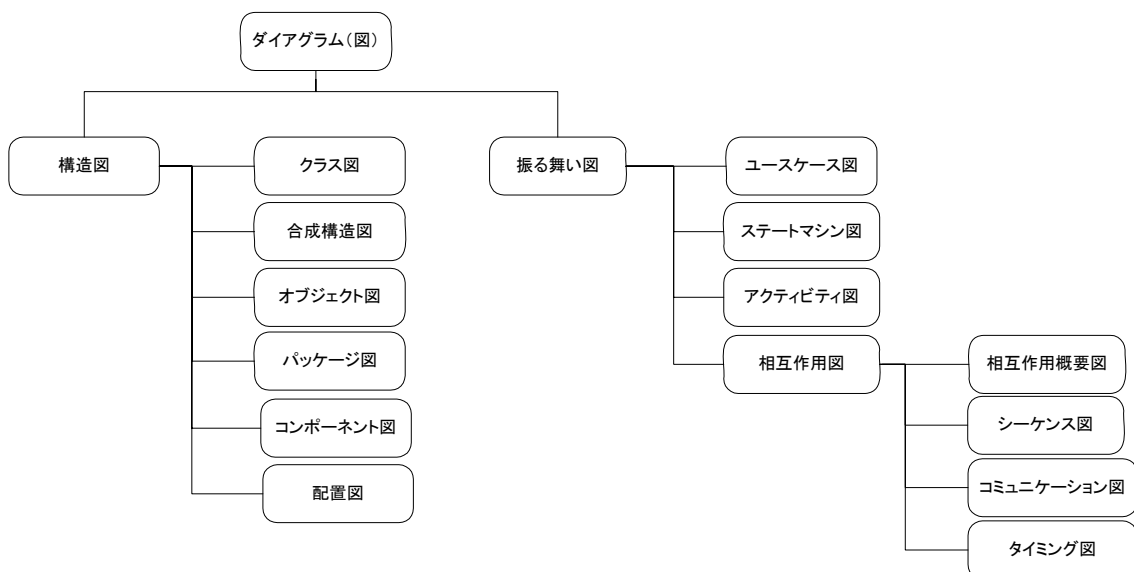 ダイアグラム(図)
構造図
クラス図
合成構造図
オブジェクト図
パッケージ図
コンポーネント図
配置図
振る舞い図
ユースケース図
ステートマシン図
アクティビティ図
相互作用図
相互作用概要図
シーケンス図
コミュニケーション図
タイミング図